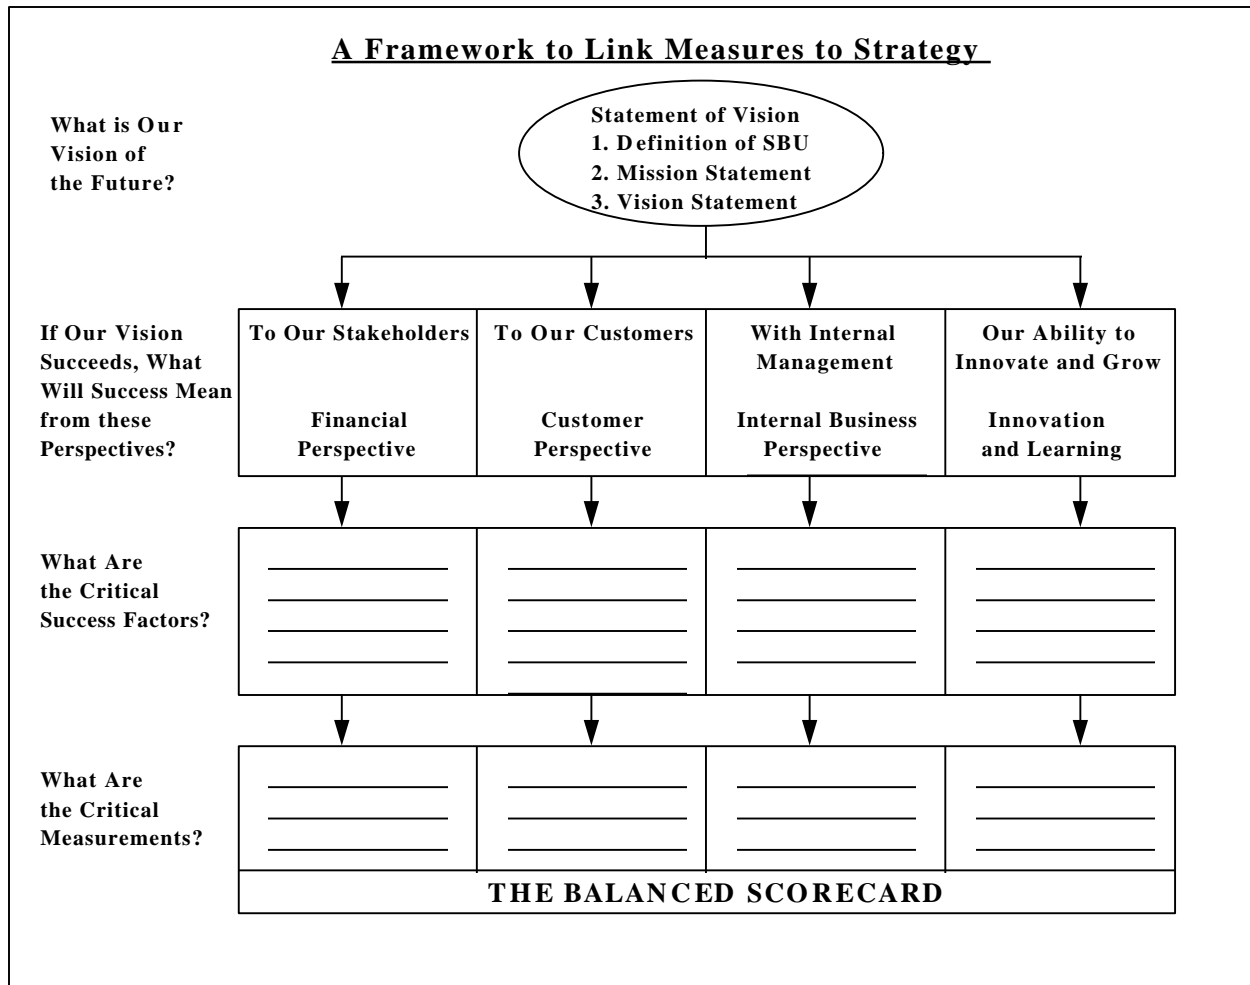 A Framework to Link Measures to Strategy
What is Our
Vision of
the Future?
Statement of Vision
1. Definition of SBU
2. Mission Statement
3. Vision Statement
If Our Vision
Succeeds, What
Will Success Mean
from these
Perspectives?
To Our Stakeholders
Financial
Perspective
To Our Customers
Customer
Perspective
With Internal
Management
Internal Business
Perspective
Our Ability to
Innovate and Grow
Innovation
and Learning
What Are
the Critical
Success Factors?
What Are
the Critical
Measurements?
THE BALANCED SCORECARD